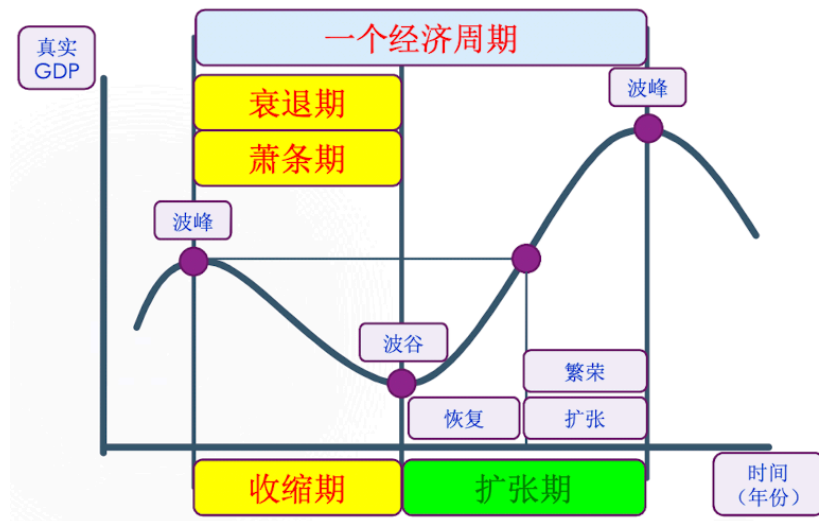 一个经济周期
真实
GDP
衰退期
波峰
萧条期
波峰
波谷
繁荣
恢复
扩张
收缩期
扩张期
时间
（年份）